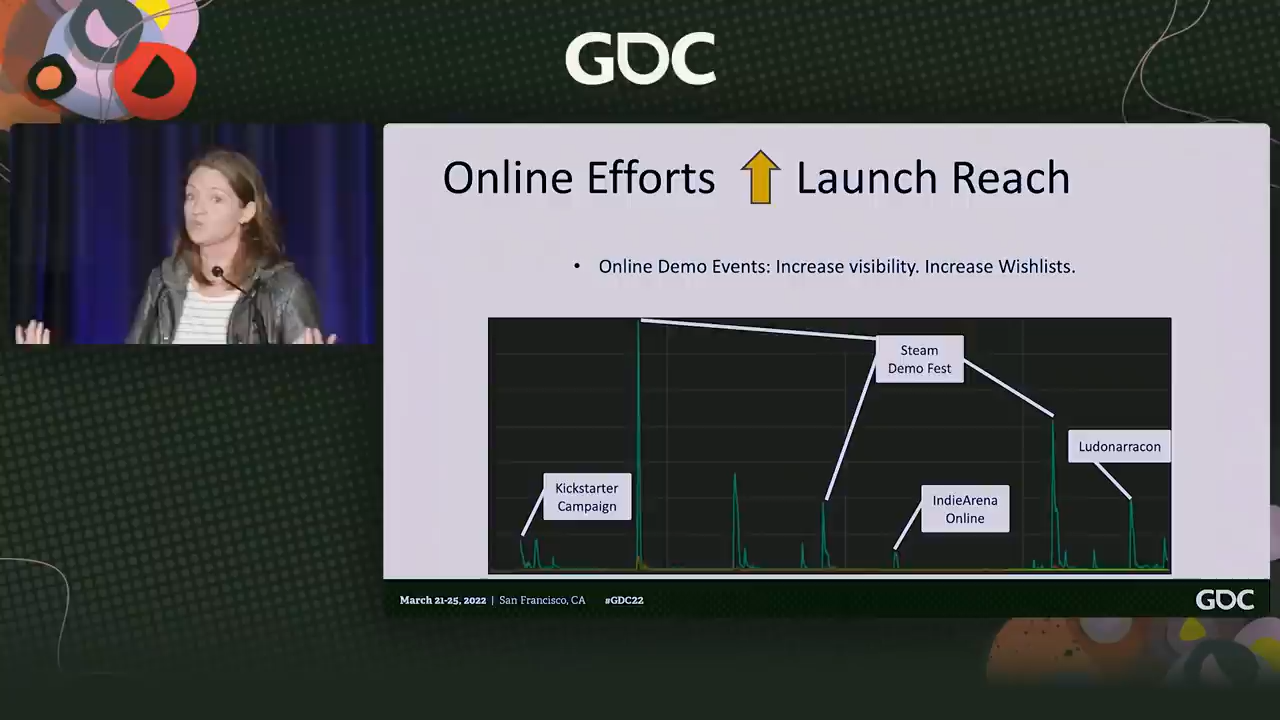 GDC
Online Efforts Launch Reach
• Online Demo Events: Increase visibility. Increase Wishlists.
Steam
Demo Fest
Ludonarracon
Kickstarter
Campaign
IndieArena
Online
March 21-25, 2022 | San Francisco, CA #GDC22
GDC